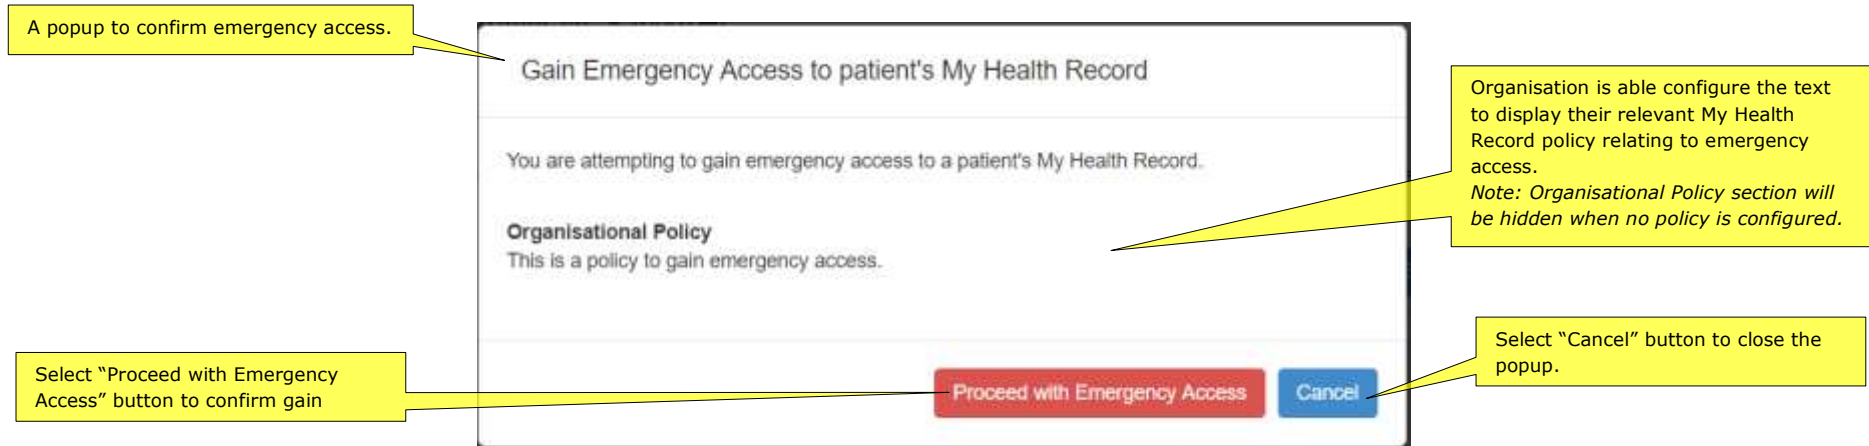 A popup to confirm emergency access.
Gain Emergency Access to patient's My Health Record
You are attempting to gain emergency access to a patient's My Health Record.
Organisational Policy
This is a policy to gain emergency access.
Organisation is able configure the text
to display their relevant My Health
Record policy relating to emergency
access.
Note: Organisational Policy section will
be hidden when no policy is configured.
Select “Proceed with Emergency
Access” button to confirm gain
Proceed with Emergency Access
Cancel
Select “Cancel” button to close the
popup.